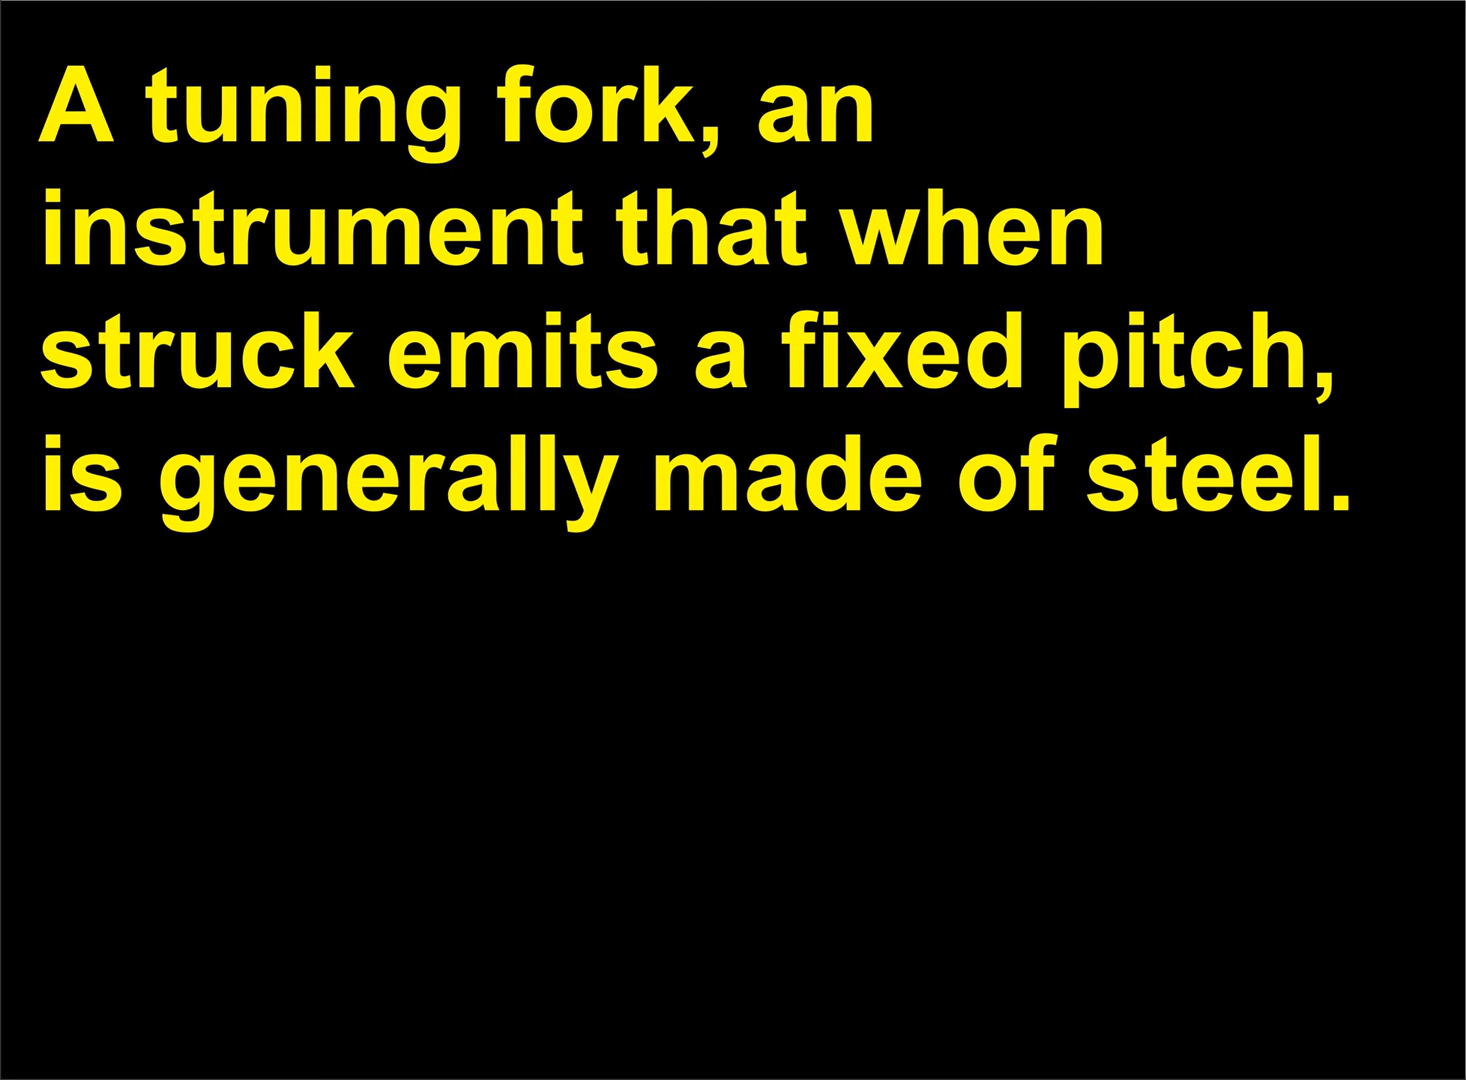 A tuning fork, an
instrument that when
struck emits a fixed pitch,
is generally made of steel.